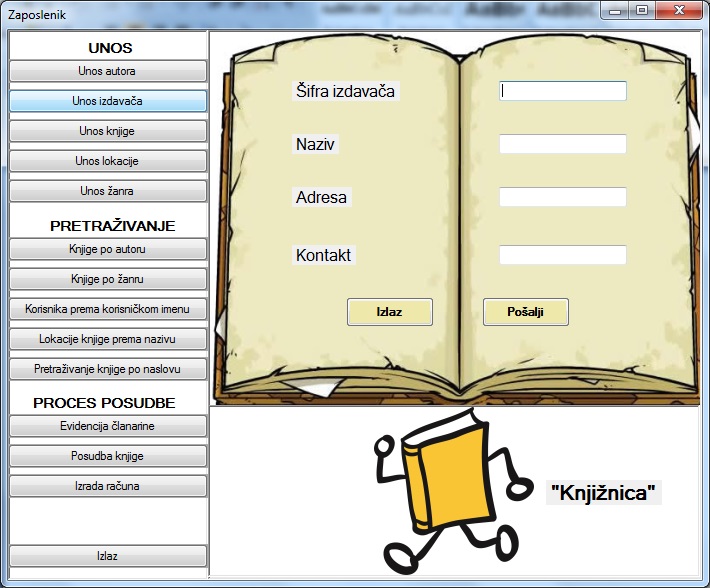 Zaposlenik
UNOS
Unos autora
Unos izdavača
Unos knjige
Unos lokacije
Unos žanra
PRETRAŽIVANJE
Knjige po autoru
Knjige po žanru
Korisnika prema korisničkom imenu
Lokacije knjige prema nazivu
Pretraživanje knjige po naslovu
PROCES POSUDBE
Evidencija članarine
Posudba knjige
Izrada računa
Izlaz
Šifra izdavača
Naziv
Adresa
Kontakt
Izlaz Pošalji
"Knjižnica"